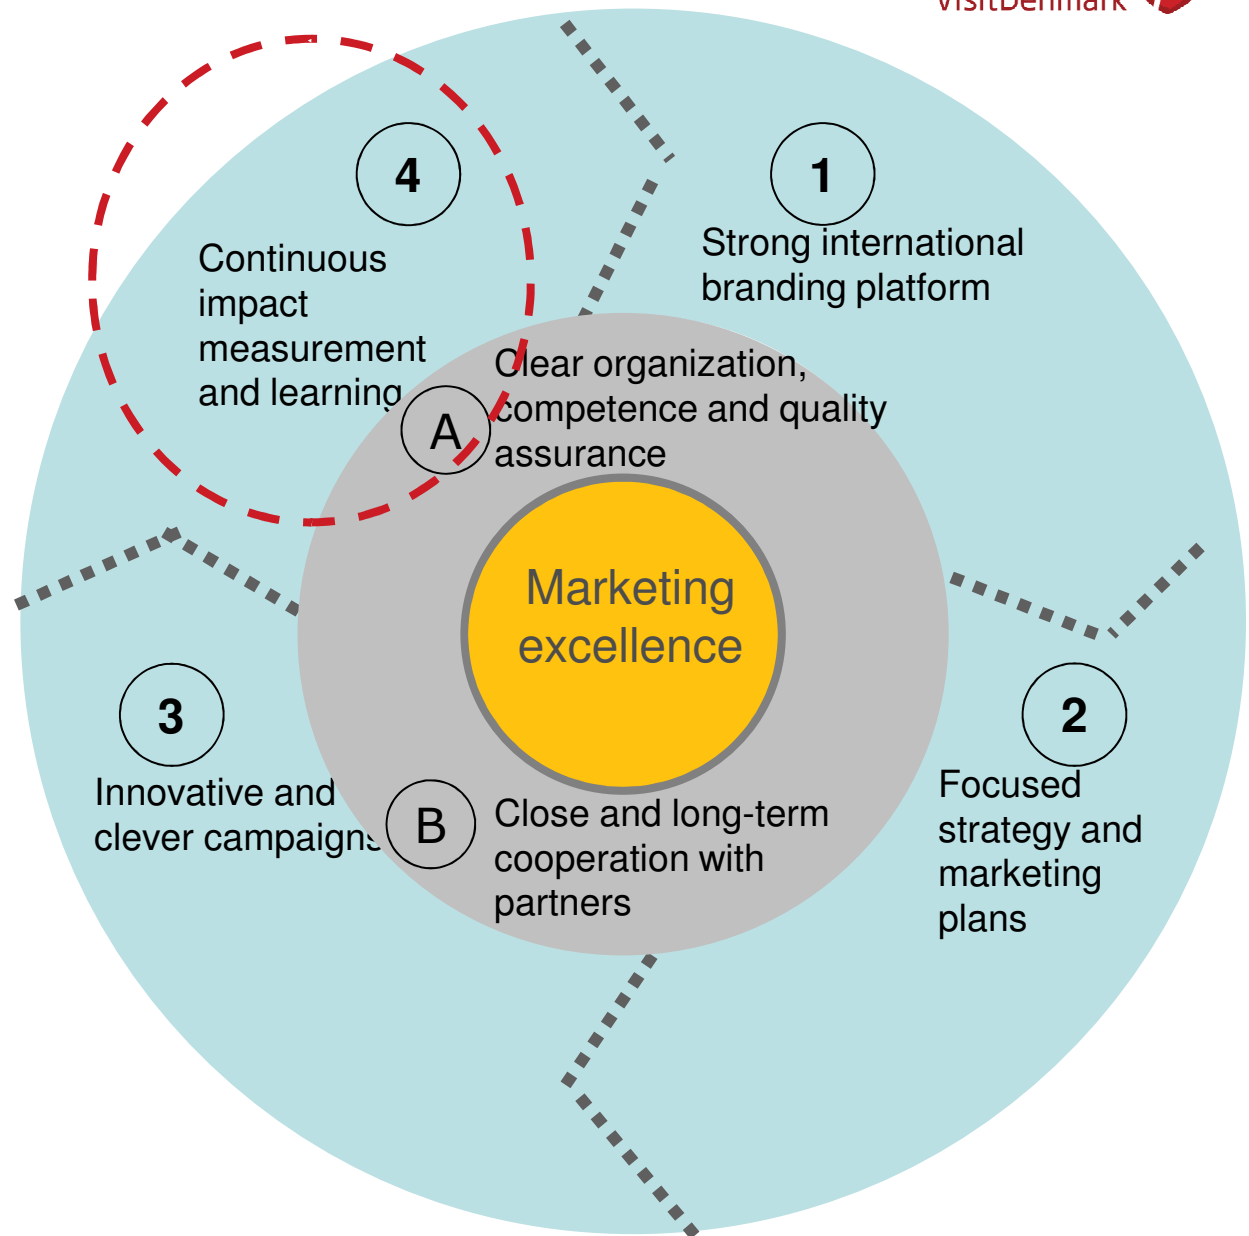 VisitDenmark
4
Continuous
impact
measurement
and learning
1
Strong international
branding platform
A
Clear organization,
competence and quality
assurance
Marketing
excellence
3
Innovative and
clever campaigns
B
Close and long-term
cooperation with
partners
2
Focused
strategy and
marketing
plans